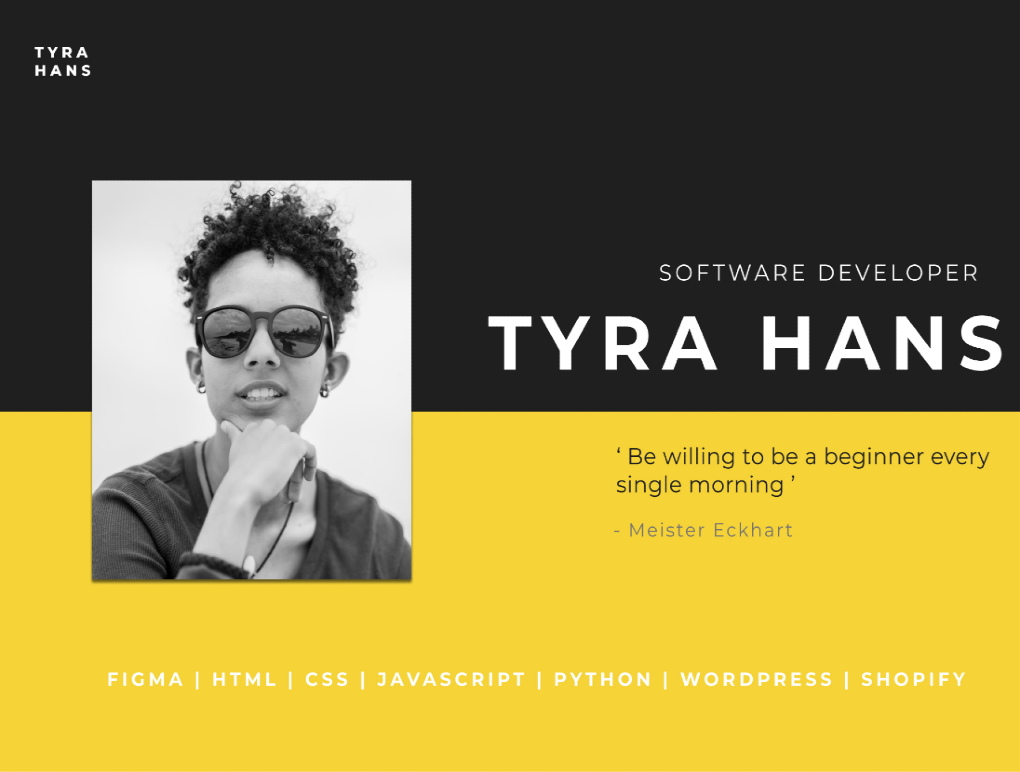 TYRA
HANS
SOFTWARE DEVELOPER
TYRA HANS
‘ Be willing to be a beginner every
single morning ’
- Meister Eckhart
FIGMA | HTML | CSS | JAVASCRIPT | PYTHON | WORDPRESS | SHOPIFY